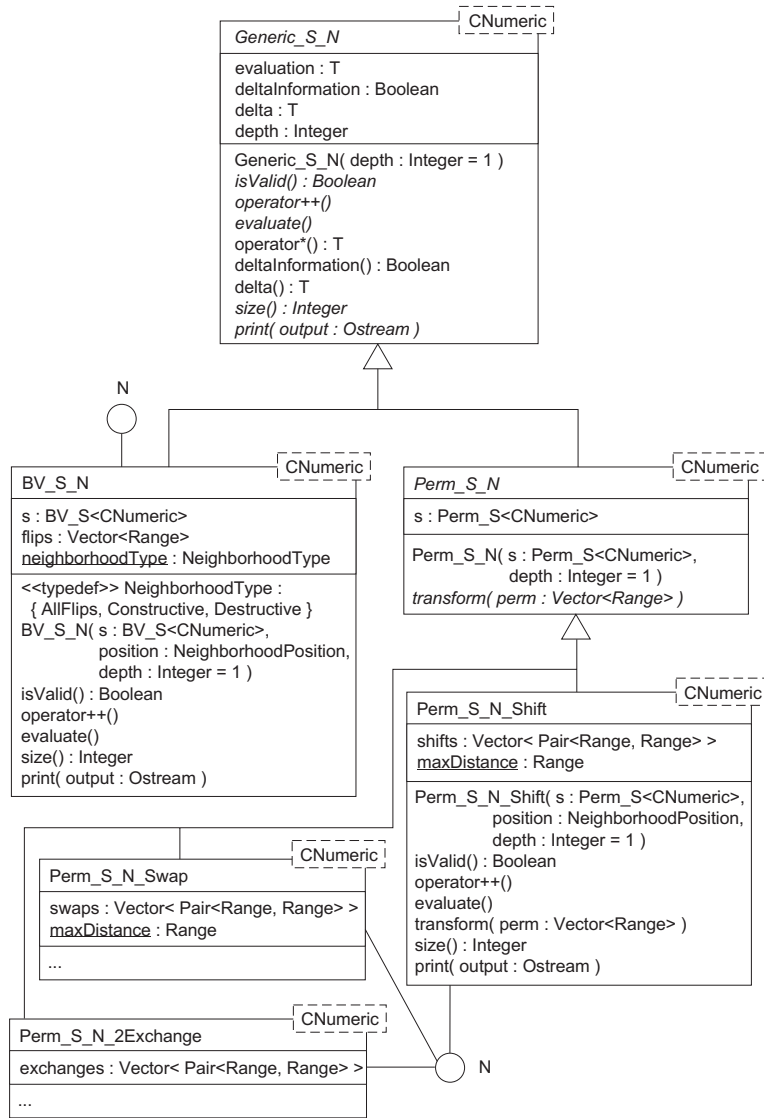 CNumeric
Generic_S_N
evaluation : T
deltaInformation : Boolean
delta : T
depth : Integer
Generic_S_N( depth : Integer = 1 )
isValid() : Boolean
operator++()
evaluate()
operator*() : T
deltaInformation() : Boolean
delta() : T
size() : Integer
print( output : Ostream )
N
CNumeric
BV_S_N
s : BV_S<CNumeric>
flips : Vector<Range>
neighborhoodType : NeighborhoodType
<<typedef>> NeighborhoodType :
{ AllFlips, Constructive, Destructive }
BV_S_N( s : BV_S<CNumeric>,
position : NeighborhoodPosition,
depth : Integer = 1 )
isValid() : Boolean
operator++()
evaluate()
size() : Integer
print( output : Ostream )
CNumeric
Perm_S_N
s : Perm_S<CNumeric>
Perm_S_N( s : Perm_S<CNumeric>,
depth : Integer = 1 )
transform( perm : Vector<Range> )
CNumeric
Perm_S_N_Shift
shifts : Vector< Pair<Range, Range> >
maxDistance : Range
Perm_S_N_Shift( s : Perm_S<CNumeric>,
position : NeighborhoodPosition,
depth : Integer = 1 )
isValid() : Boolean
operator++()
evaluate()
transform( perm : Vector<Range> )
size() : Integer
print( output : Ostream )
CNumeric
Perm_S_N_Swap
swaps : Vector< Pair<Range, Range> >
maxDistance : Range
...
CNumeric
Perm_S_N_2Exchange
exchanges : Vector< Pair<Range, Range> >
...
N